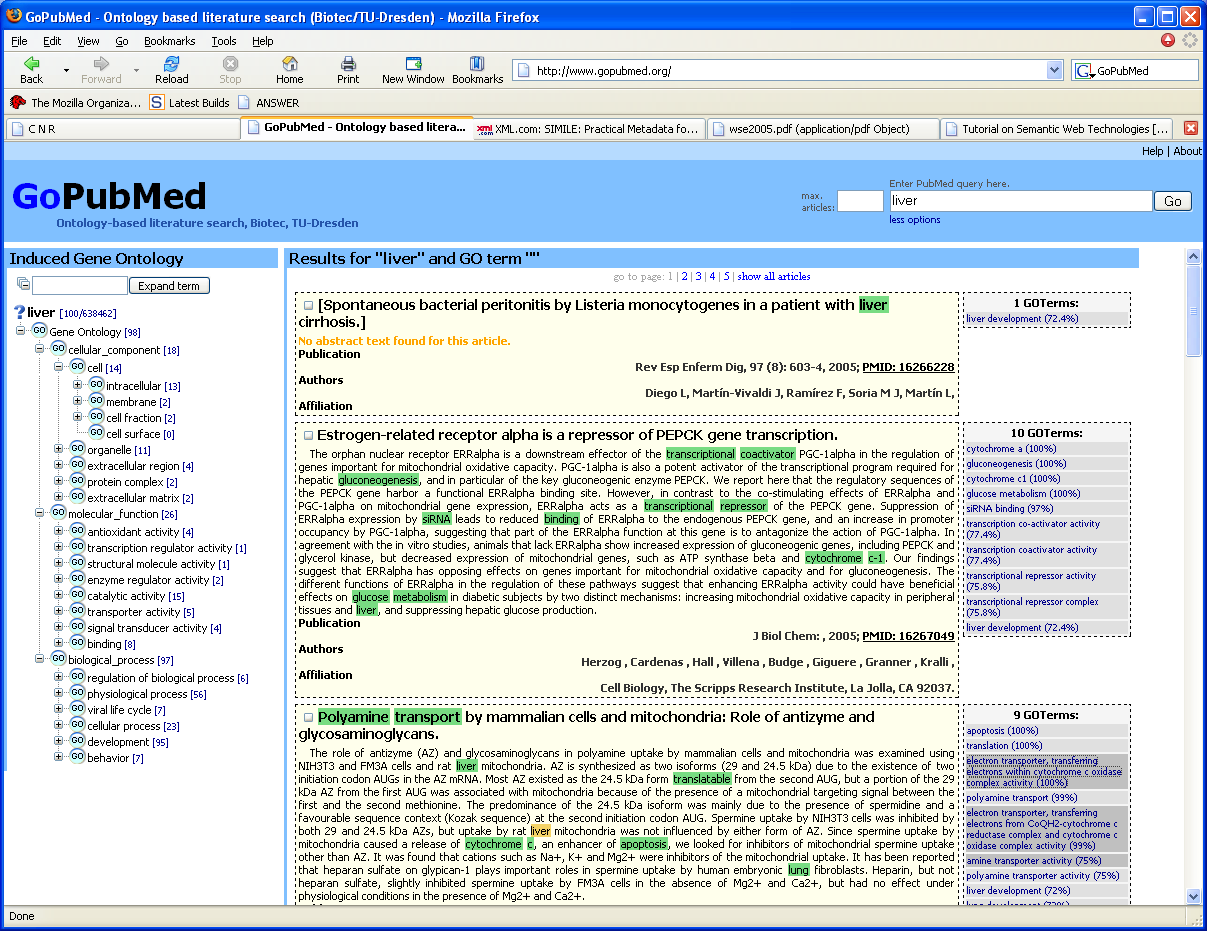 GoPubMed - Ontology based literature search (Biotec/TU-Dresden) - Mozilla Firefox
File Edit View Go Bookmarks Tools Help
Back Forward Reload Stop Home Print New Window Bookmarks http://www.gopubmed.org/ GoPubMed
The Mozilla Organiza... Latest Builds ANSWER
C N R GoPubMed - Ontology based litera... XML.com: SIMILE: Practical Metadata fo... wse2005.pdf (application/pdf Object) Tutorial on Semantic Web Technologies [...
Help | About
GoPubMed
Ontology-based literature search, Biotec, TU-Dresden
max. articles:
Enter PubMed query here.
liver Go
less options
Induced Gene Ontology
Expand term
?liver [100/638462]
GO Gene Ontology [98]
GO cellular_component [18]
GO cell [14]
GO intracellular [13]
GO membrane [2]
GO cell fraction [2]
GO cell surface [0]
GO organelle [11]
GO extracellular region [4]
GO protein complex [2]
GO extracellular matrix [2]
GO molecular_function [26]
GO antioxidant activity [4]
GO transcription regulator activity [1]
GO structural molecule activity [1]
GO enzyme regulator activity [2]
GO catalytic activity [15]
GO transporter activity [5]
GO signal transducer activity [4]
GO binding [8]
GO biological_process [97]
GO regulation of biological process [6]
GO physiological process [56]
GO viral life cycle [7]
GO cellular process [23]
GO development [95]
GO behavior [7]
Results for "liver" and GO term ""
go to page: 1 | 2 | 3 | 4 | 5 | show all articles
[Spontaneous bacterial peritonitis by Listeria monocytogenes in a patient with liver
cirrhosis.]
No abstract text found for this article.
Publication
Rev Esp Enferm Dig, 97 (8): 603-4, 2005; PMID: 16266228
Authors
Diego L, Martín-Vivaldi J, Ramírez F, Soria M J, Martín L,
Affiliation
1 GOTerms:
liver development (72.4%)
Estrogen-related receptor alpha is a repressor of PEPCK gene transcription.
The orphan nuclear receptor ERRalpha is a downstream effector of the transcriptional coactivator PGC-1alpha in the regulation of
genes important for mitochondrial oxidative capacity. PGC-1alpha is also a potent activator of the transcriptional program required for
hepatic gluconeogenesis, and in particular of the key gluconeogenic enzyme PEPCK. We report here that the regulatory sequences of
the PEPCK gene harbor a functional ERRalpha binding site. However, in contrast to the co-stimulating effects of ERRalpha and
PGC-1alpha on mitochondrial gene expression, ERRalpha acts as a transcriptional repressor of the PEPCK gene. Suppression of
ERRalpha expression by siRNA leads to reduced binding of ERRalpha to the endogenous PEPCK gene, and an increase in promoter
occupancy by PGC-1alpha, suggesting that part of the ERRalpha function at this gene is to antagonize the action of PGC-1alpha. In
agreement with the in vitro studies, animals that lack ERRalpha show increased expression of gluconeogenic genes, including PEPCK and
glycerol kinase, but decreased expression of mitochondrial genes, such as ATP synthase beta and cytochrome c-1. Our findings
suggest that ERRalpha has opposing effects on genes important for mitochondrial oxidative capacity and for gluconeogenesis. The
different functions of ERRalpha in the regulation of these pathways suggest that enhancing ERRalpha activity could have beneficial
effects on glucose metabolism in diabetic subjects by two distinct mechanisms: increasing mitochondrial oxidative capacity in peripheral
tissues and liver, and suppressing hepatic glucose production.
Publication
J Biol Chem: , 2005; PMID: 16267049
Authors
Herzog , Cardenas , Hall , Villena , Budge , Giguere , Granner , Kralli ,
Affiliation
Cell Biology, The Scripps Research Institute, La Jolla, CA 92037.
10 GOTerms:
cytochrome a (100%)
gluconeogenesis (100%)
cytochrome c1 (100%)
glucose metabolism (100%)
siRNA binding (97%)
transcription co-activator activity
(77.4%)
transcription coactivator activity
(77.4%)
transcriptional repressor activity
(75.8%)
transcriptional repressor complex
(75.8%)
liver development (72.4%)
Polyamine transport by mammalian cells and mitochondria: Role of antizyme and
glycosaminoglycans.
The role of antizyme (AZ) and glycosaminoglycans in polyamine uptake by mammalian cells and mitochondria was examined using
NIH3T3 and FM3A cells and rat liver mitochondria. AZ is synthesized as two isoforms (29 and 24.5 kDa) due to the existence of two
initiation codon AUGs in the AZ mRNA. Most AZ existed as the 24.5 kDa form translatable from the second AUG, but a portion of the 29
kDa AZ from the first AUG was associated with mitochondria because of the presence of a mitochondrial targeting signal between the
first and the second methionine. The predominance of the 24.5 kDa isoform was mainly due to the presence of spermidine and a
favourable sequence context (Kozak sequence) at the second initiation codon AUG. Spermine uptake by NIH3T3 cells was inhibited by
both 29 and 24.5 kDa AZs, but uptake by rat liver mitochondria was not influenced by either form of AZ. Since spermine uptake by
mitochondria caused a release of cytochrome c, an enhancer of apoptosis, we looked for inhibitors of mitochondrial spermine uptake
other than AZ. It was found that cations such as Na+, K+ and Mg2+ were inhibitors of the mitochondrial uptake. It has been reported
that heparan sulfate on glypican-1 plays important roles in spermine uptake by human embryonic lung fibroblasts. Heparin, but not
heparan sulfate, slightly inhibited spermine uptake by FM3A cells in the absence of Mg2+ and Ca2+, but had no effect under
physiological conditions in the presence of Mg2+ and Ca2+.
9 GOTerms:
apoptosis (100%)
translation (100%)
electron transporter, transferring
electrons within cytochrome c oxidase
complex activity (100%)
polyamine transport (99%)
electron transporter, transferring
electrons from CoQH2-cytochrome c
reductase complex and cytochrome c
oxidase complex activity (99%)
amine transporter activity (75%)
polyamine transporter activity (75%)
liver development (72%)
lung development (72%)
Done